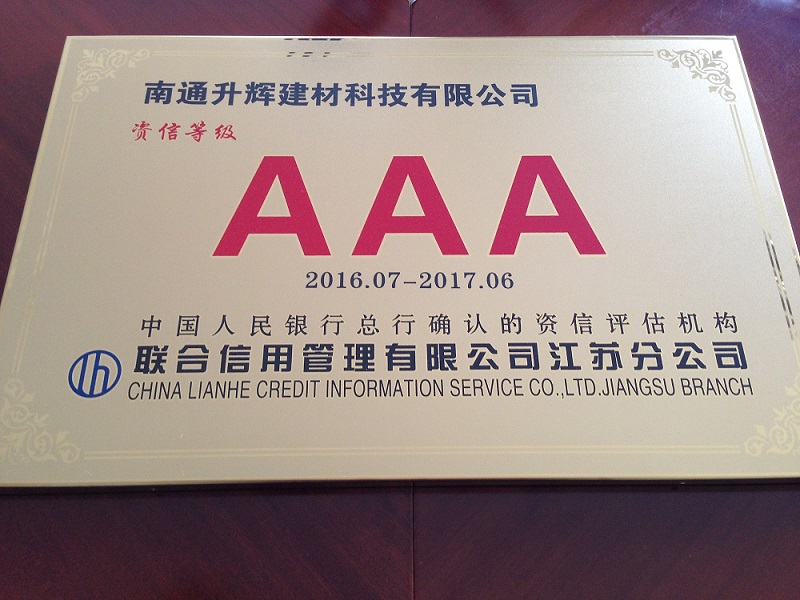 南通升辉建材科技有限公司
资信等级
AAA
2016.07-2017.06
中国人民银行总行确认的资信评估机构
联合信用管理有限公司江苏分公司
CHINA LIANHE CREDIT INFORMATION SERVICE CO.,LTD.JIANGSU BRANCH